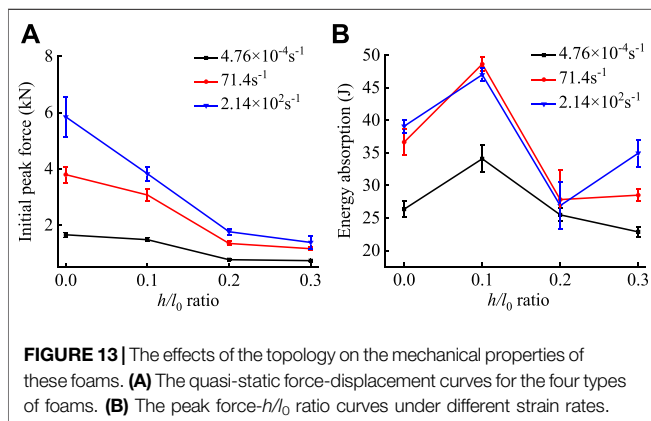 A
8
6
4
2
Initial peak force (kN)
4.76×10⁻⁴s⁻¹
71.4s⁻¹
2.14×10²s⁻¹
0.0 0.1 0.2 0.3
h/l₀ ratio
B
50
45
40
35
30
25
20
Energy absorption (J)
4.76×10⁻⁴s⁻¹
71.4s⁻¹
2.14×10²s⁻¹
0.0 0.1 0.2 0.3
h/l₀ ratio
FIGURE 13 | The effects of the topology on the mechanical properties of
these foams. (A) The quasi-static force-displacement curves for the four types
of foams. (B) The peak force-h/l₀ ratio curves under different strain rates.